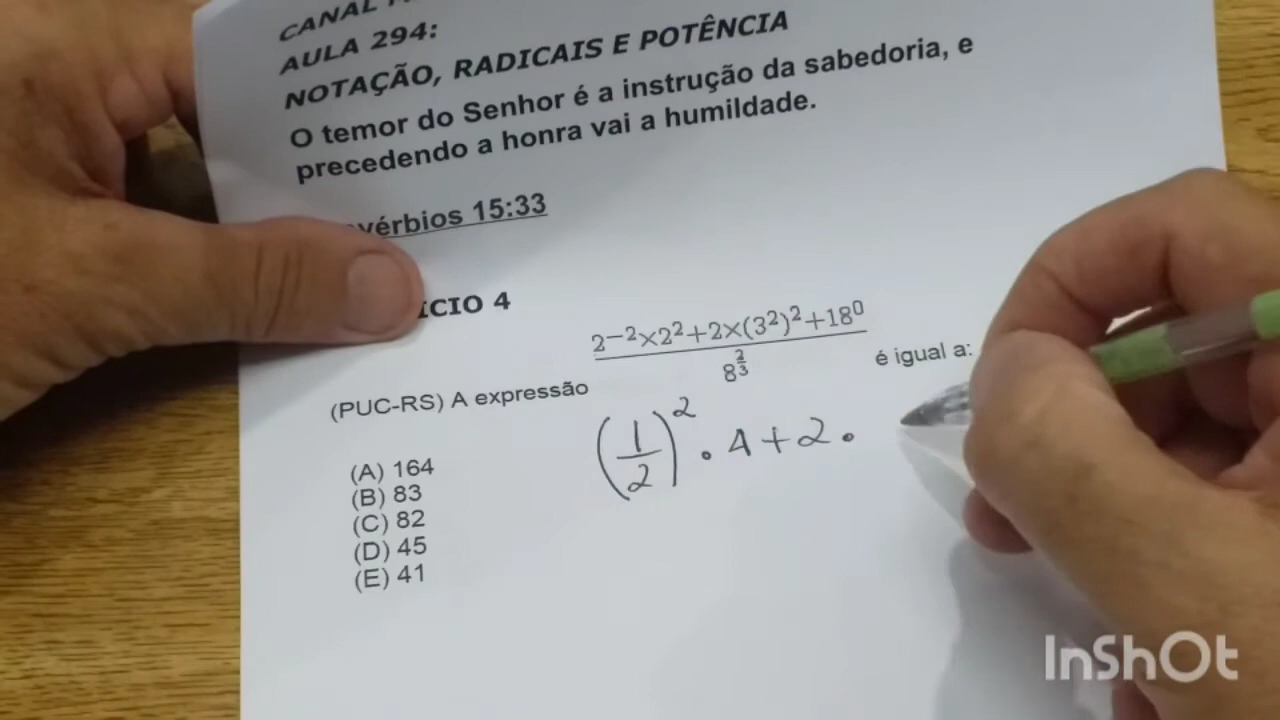 CANAL
AULA 294:
NOTAÇÃO, RADICAIS E POTÊNCIA
O temor do Senhor é a instrução da sabedoria, e
precedendo a honra vai a humildade.
vérbios 15:33
ÍCIO 4
(PUC-RS) A expressão 2⁻²×2²+2×(3²)²+18⁰ / 8^(2/3) é igual a:
(1/2)² . 4 + 2 .
(A) 164
(B) 83
(C) 82
(D) 45
(E) 41
InShOt